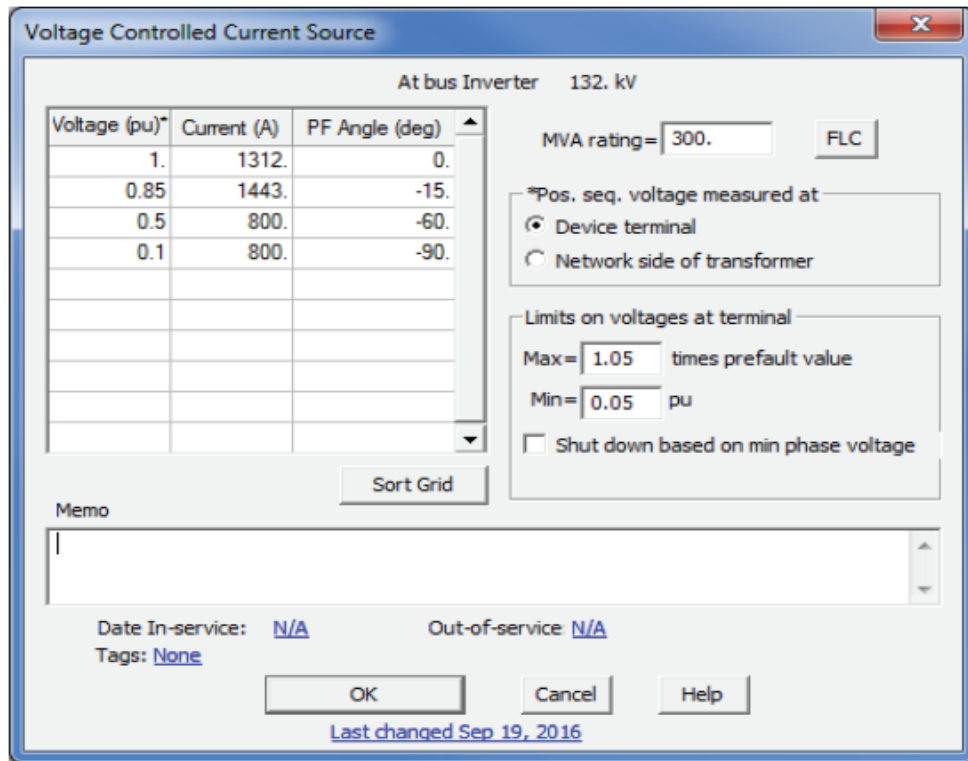 Voltage Controlled Current Source
At bus Inverter 132. kV
Voltage (pu)* Current (A) PF Angle (deg)
1. 1312. 0.
0.85 1443. -15.
0.5 800. -60.
0.1 800. -90.
MVA rating= 300. FLC
*Pos. seq. voltage measured at
Device terminal
Network side of transformer
Limits on voltages at terminal
Max= 1.05 times prefault value
Min= 0.05 pu
Shut down based on min phase voltage
Sort Grid
Memo
Date In-service: N/A Out-of-service N/A
Tags: None
OK Cancel Help
Last changed Sep 19, 2016